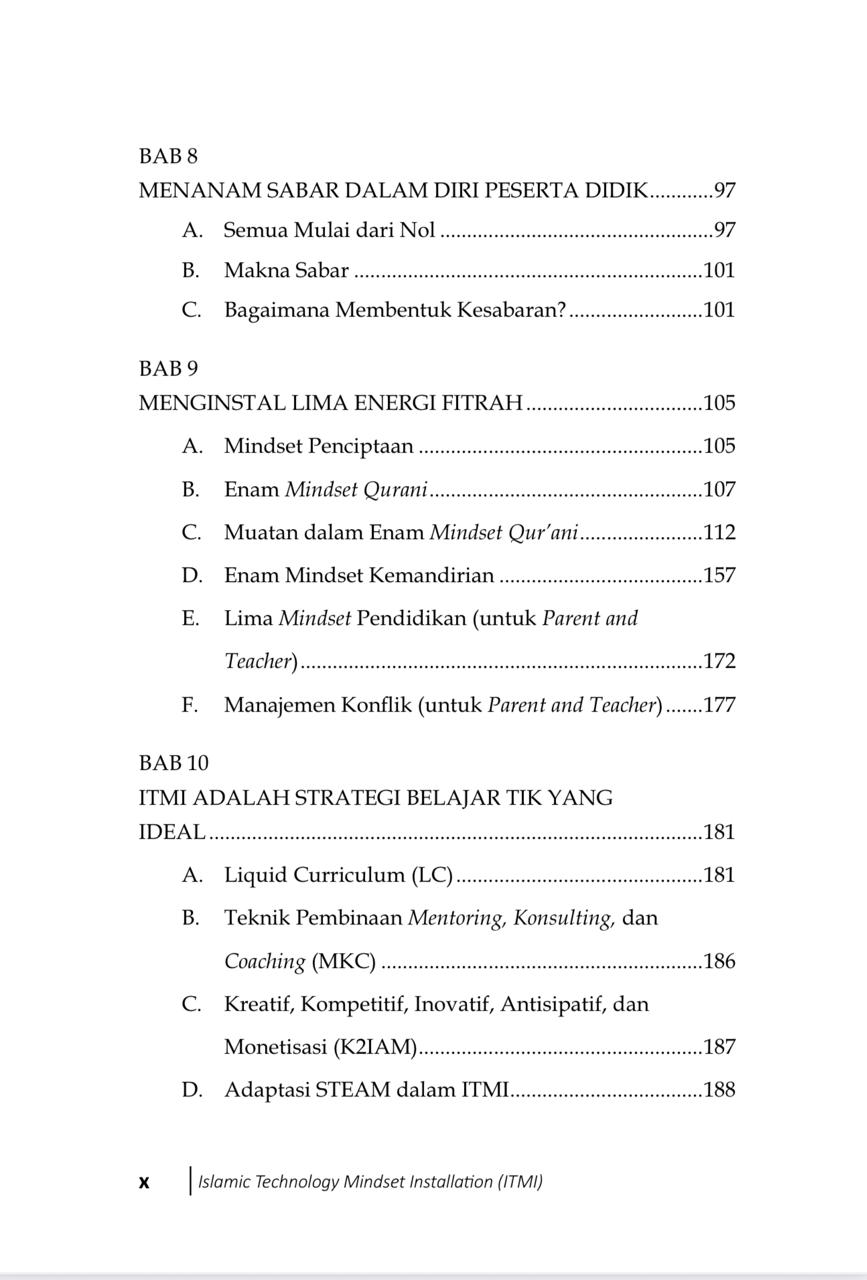 BAB 8
MENANAM SABAR DALAM DIRI PESERTA DIDIK............97
A. Semua Mulai dari Nol ....................................................97
B. Makna Sabar ..................................................................101
C. Bagaimana Membentuk Kesabaran?.........................101
BAB 9
MENGINSTAL LIMA ENERGI FITRAH..................................105
A. Mindset Penciptaan ......................................................105
B. Enam Mindset Qurani....................................................107
C. Muatan dalam Enam Mindset Qur’ani.......................112
D. Enam Mindset Kemandirian .......................................157
E. Lima Mindset Pendidikan (untuk Parent and
Teacher).............................................................................172
F. Manajemen Konflik (untuk Parent and Teacher).......177
BAB 10
ITMI ADALAH STRATEGI BELAJAR TIK YANG
IDEAL..............................................................................................181
A. Liquid Curriculum (LC)...............................................181
B. Teknik Pembinaan Mentoring, Konsulting, dan
Coaching (MKC) .............................................................186
C. Kreatif, Kompetitif, Inovatif, Antisipatif, dan
Monetisasi (K2IAM)......................................................187
D. Adaptasi STEAM dalam ITMI.....................................188
x | Islamic Technology Mindset Installation (ITMI)